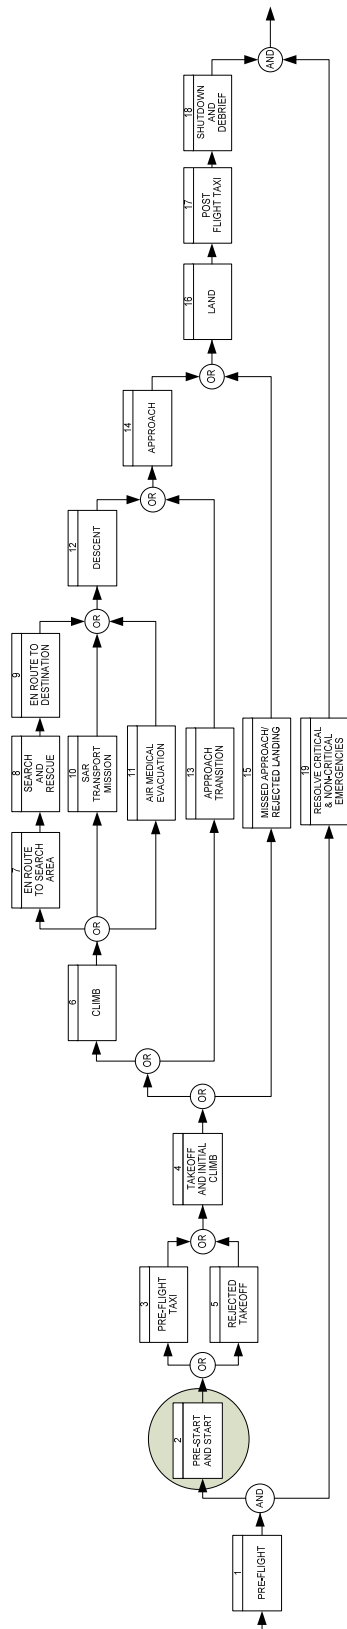 1
PRE-FLIGHT
AND
2
PRE-START
AND START
OR
3
PRE-FLIGHT
TAXI
5
REJECTED
TAKEOFF
OR
4
TAKEOFF
AND INITIAL
CLIMB
OR
OR
6
CLIMB
OR
7
EN ROUTE
TO SEARCH
AREA
8
SEARCH
AND
RESCUE
9
EN ROUTE TO
DESTINATION
10
SAR
TRANSPORT
MISSION
11
AIR MEDICAL
EVACUATION
OR
12
DESCENT
13
APPROACH
TRANSITION
OR
14
APPROACH
15
MISSED APPROACH/
REJECTED LANDING
OR
16
LAND
17
POST
FLIGHT TAXI
18
SHUTDOWN
AND
DEBRIEF
19
RESOLVE CRITICAL
& NON-CRITICAL
EMERGENCIES
AND